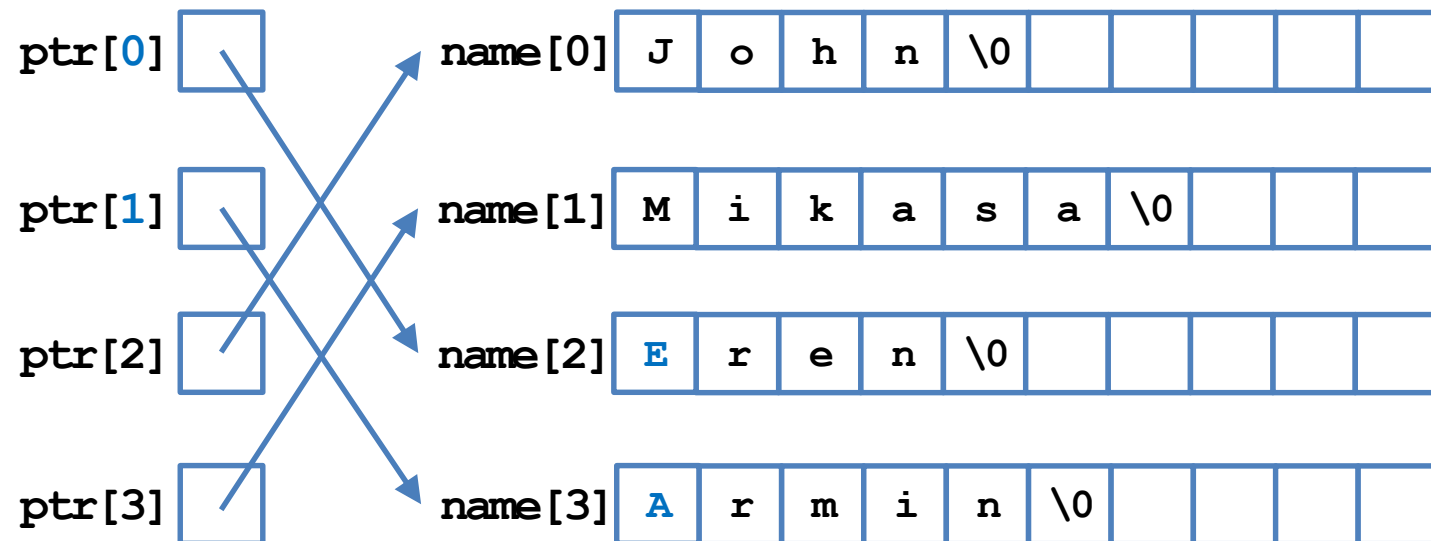 ptr[0] name[0] J o h n \0
ptr[1] name[1] M i k a s a \0
ptr[2] name[2] E r e n \0
ptr[3] name[3] A r m i n \0